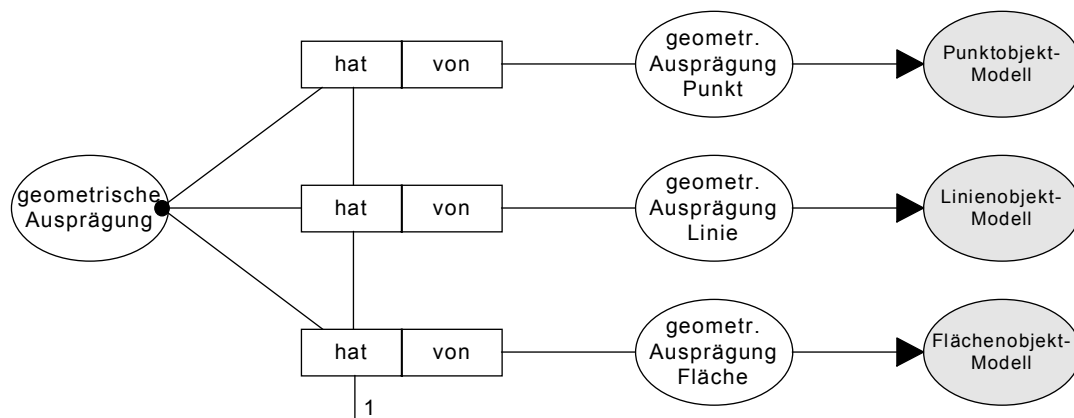 hat
von
geometr.
Ausprägung
Punkt
Punktobjekt-
Modell
geometrische
Ausprägung
hat
von
geometr.
Ausprägung
Linie
Linienobjekt-
Modell
hat
von
geometr.
Ausprägung
Fläche
Flächenobjekt-
Modell
1